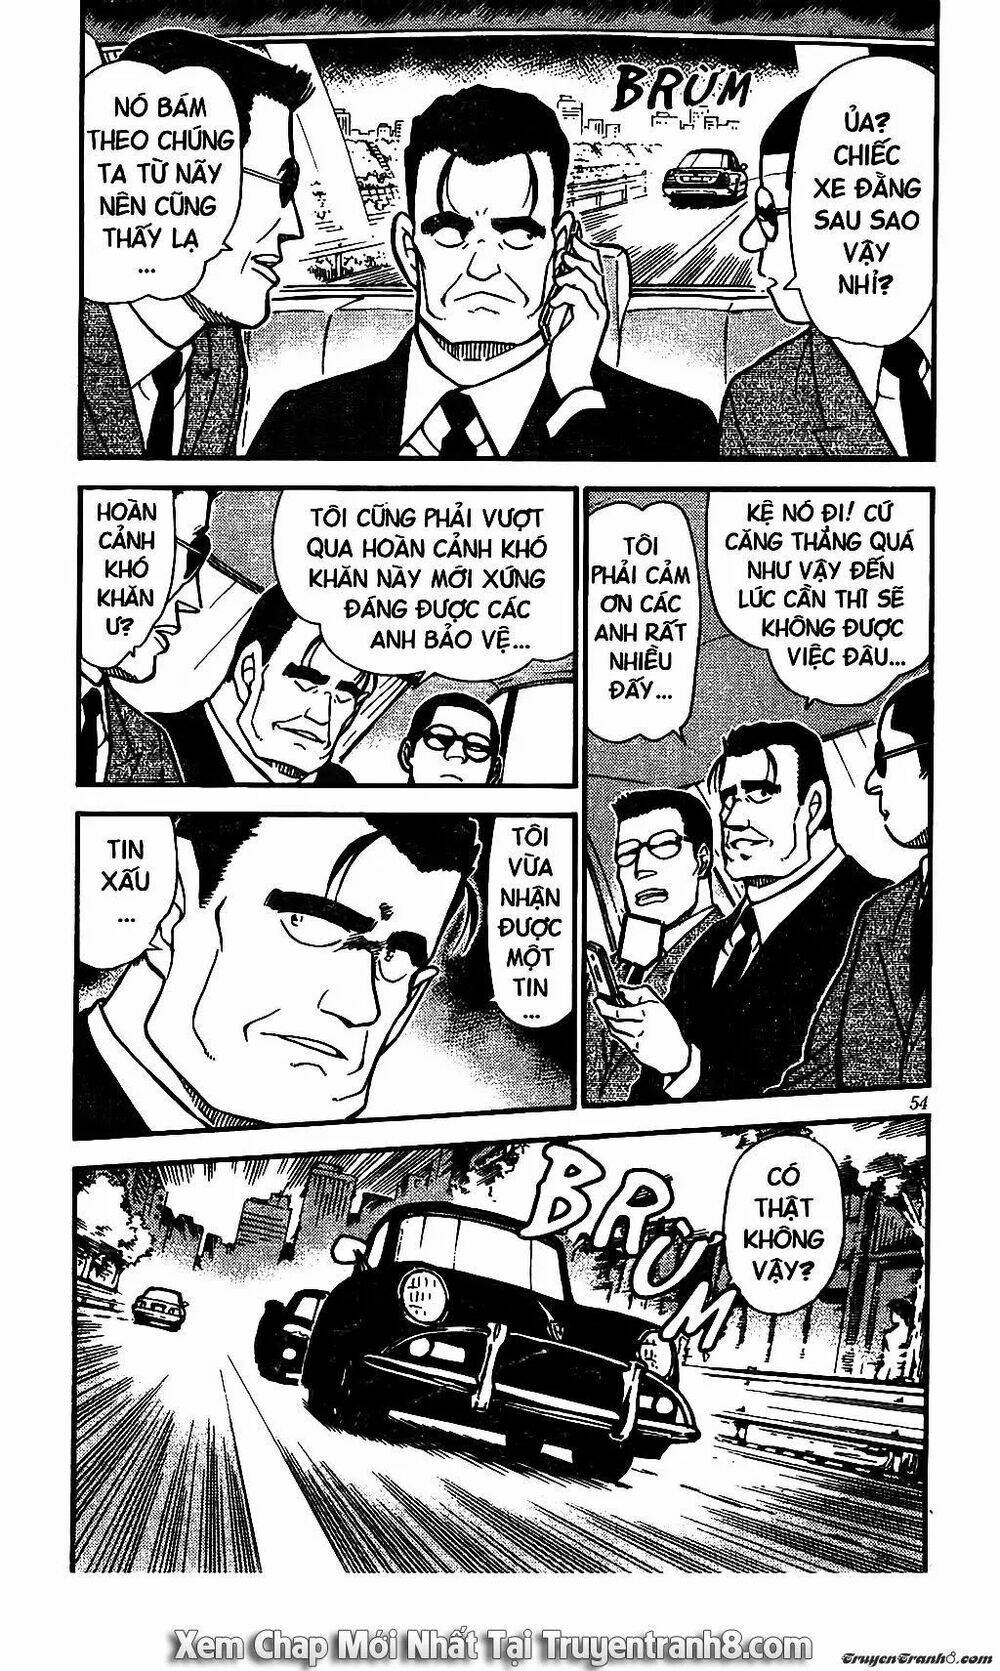 ỦA?
CHIẾC
XE ĐẰNG
SAU SAO
VẬY
NHỈ?
BRÙM
NÓ BÁM
THEO CHÚNG
TA TỪ NÃY
NÊN CŨNG
THẤY LẠ
...
KỆ NÓ ĐI! CỨ
CĂNG THẲNG QUÁ
NHƯ VẬY ĐẾN
LÚC CẦN THÌ SẼ
KHÔNG ĐƯỢC
VIỆC ĐÂU...
TÔI
PHẢI CẢM
ƠN CÁC
ANH RẤT
NHIỀU
ĐẤY...
TÔI CŨNG PHẢI VƯỢT
QUA HOÀN CẢNH KHÓ
KHĂN NÀY MỚI XỨNG
ĐÁNG ĐƯỢC CÁC
ANH BẢO VỆ...
HOÀN
CẢNH
KHÓ
KHĂN
Ư?
TÔI
VỪA
NHẬN
ĐƯỢC
MỘT
TIN
...
TIN
XẤU
...
54
CÓ
THẬT
KHÔNG
VẬY?
BRÙM
Xem Chap Mới Nhất Tại Truyentranh8.com
TruyenTranh8.com